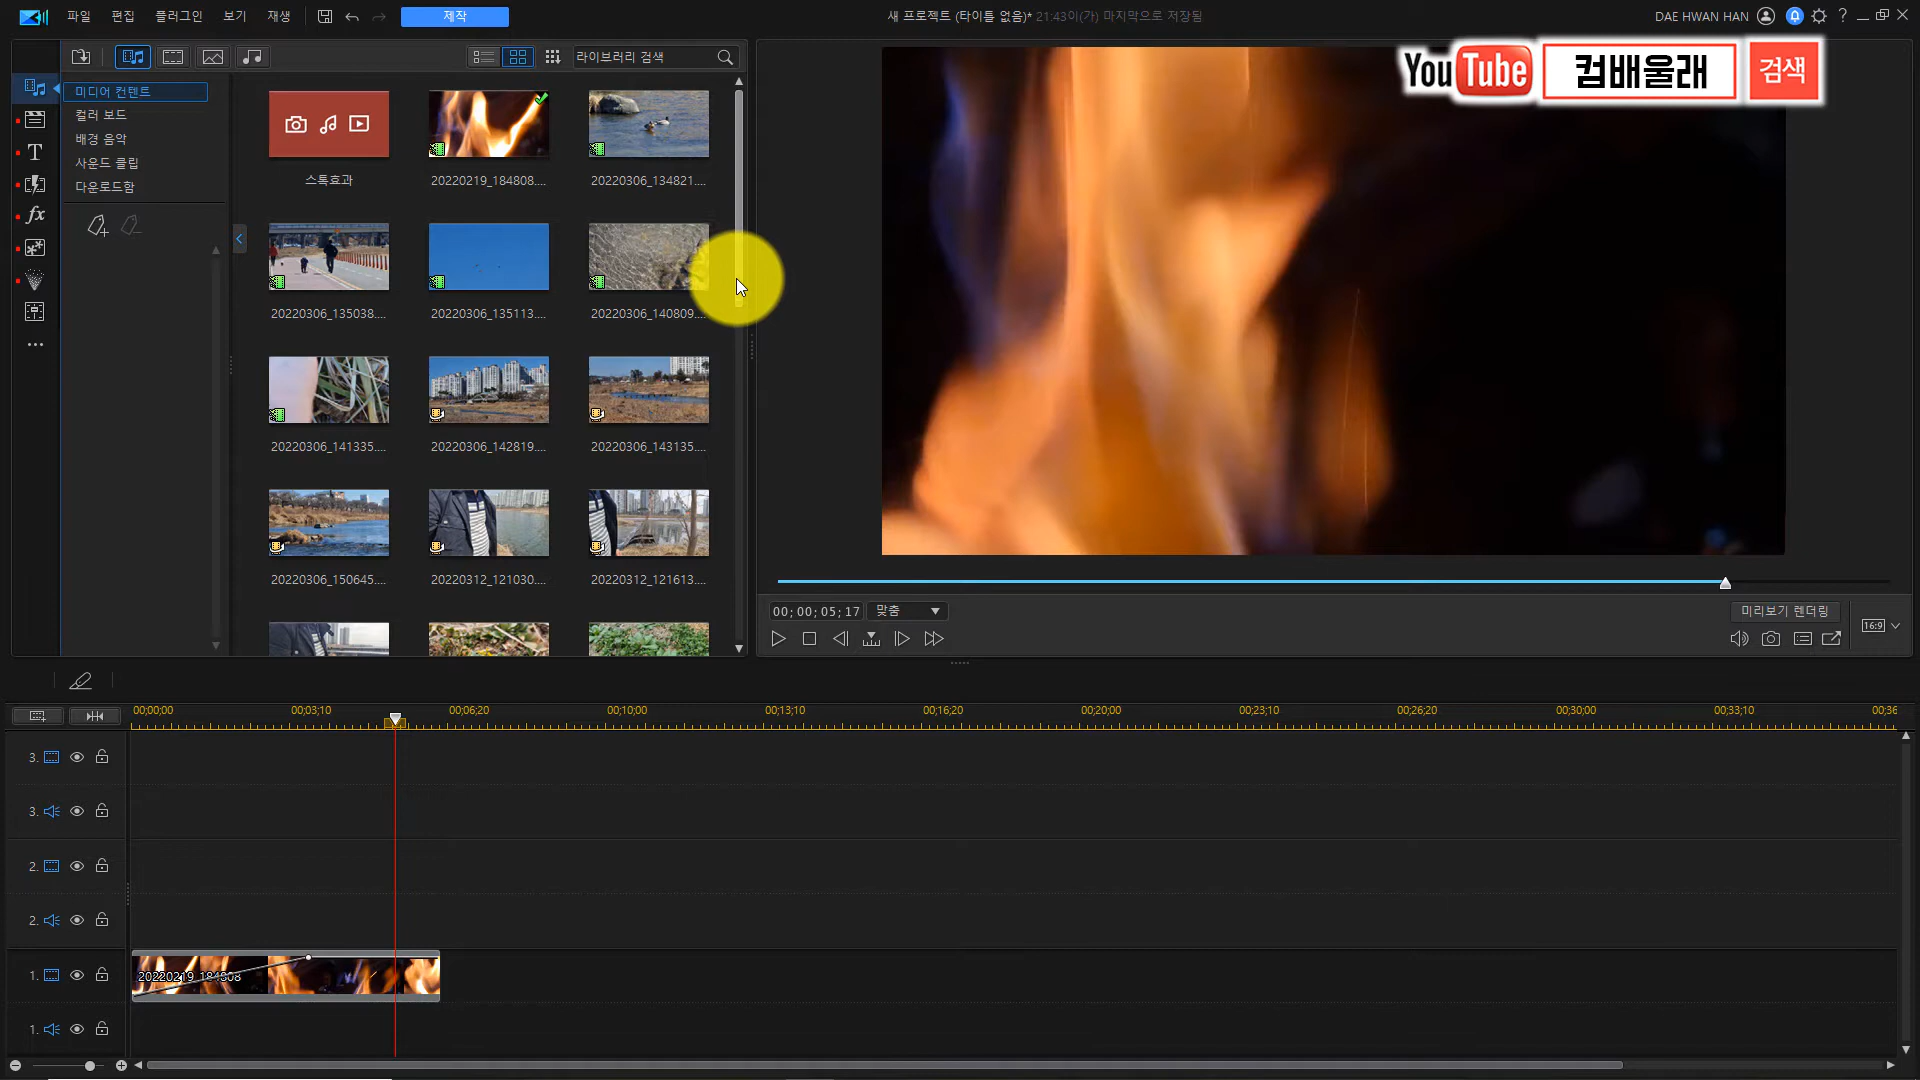 파일 편집 플러그인 보기 재생 제작 새 프로젝트 (타이틀 없음)* 21:43이(가) 마지막으로 저장됨 DAE HWAN HAN ?
라이브러리 검색
YouTube 컴배울래 검색
미디어 컨텐트
컬러 보드
배경 음악
사운드 클립
다운로드함
T
fx
스톡효과 20220219_184808.... 20220306_134821....
20220306_135038.... 20220306_135113.... 20220306_140809....
20220306_141335.... 20220306_142819.... 20220306_143135....
20220306_150645.... 20220312_121030.... 20220312_121613....
00;00;05;17 맞춤 미리보기 렌더링
16:9
00;00;00 00;03;10 00;06;20 00;10;00 00;13;10 00;16;20 00;20;00 00;23;10 00;26;20 00;30;00 00;33;10 00;36
3.
3.
2.
2.
1. 20220219_184808
1.